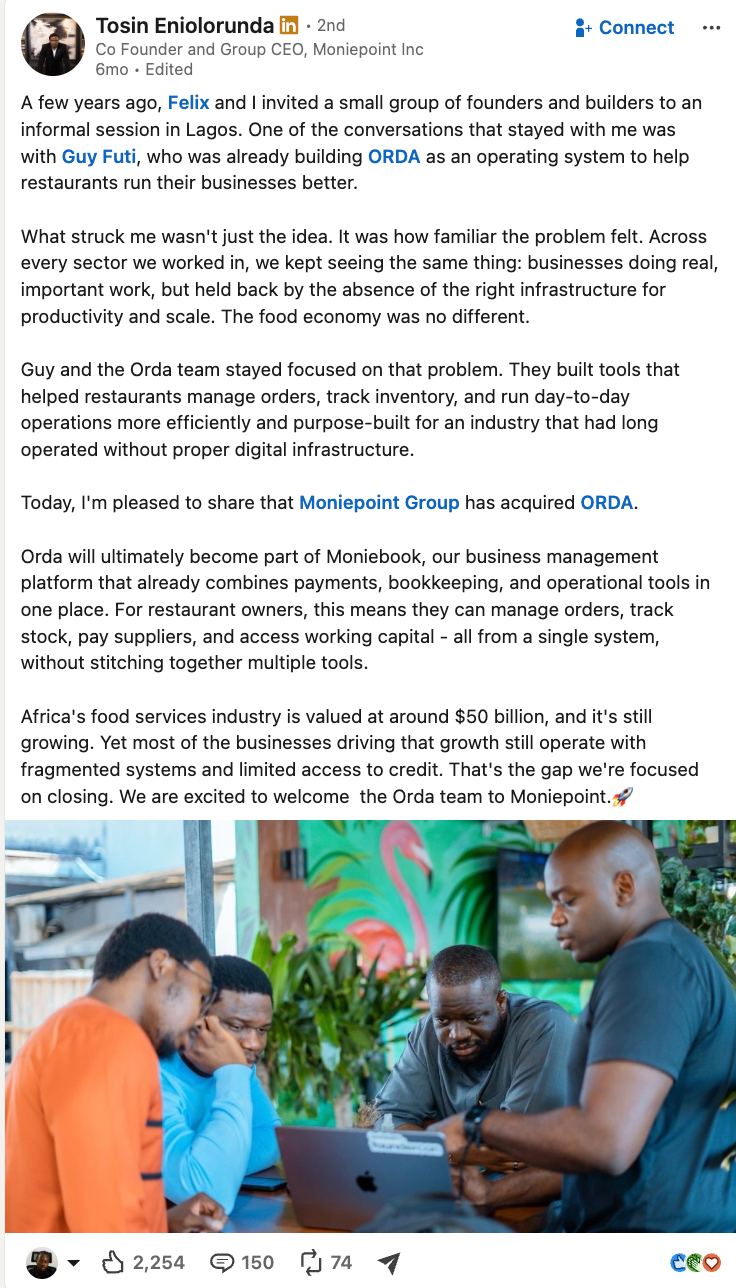 Tosin Eniolorunda in · 2nd
Connect
Co Founder and Group CEO, Moniepoint Inc
6mo • Edited
A few years ago, Felix and I invited a small group of founders and builders to an
informal session in Lagos. One of the conversations that stayed with me was
with Guy Futi, who was already building ORDA as an operating system to help
restaurants run their businesses better.
What struck me wasn't just the idea. It was how familiar the problem felt. Across
every sector we worked in, we kept seeing the same thing: businesses doing real,
important work, but held back by the absence of the right infrastructure for
productivity and scale. The food economy was no different.
Guy and the Orda team stayed focused on that problem. They built tools that
helped restaurants manage orders, track inventory, and run day-to-day
operations more efficiently and purpose-built for an industry that had long
operated without proper digital infrastructure.
Today, I'm pleased to share that Moniepoint Group has acquired ORDA.
Orda will ultimately become part of Moniebook, our business management
platform that already combines payments, bookkeeping, and operational tools in
one place. For restaurant owners, this means they can manage orders, track
stock, pay suppliers, and access working capital - all from a single system,
without stitching together multiple tools.
Africa's food services industry is valued at around $50 billion, and it's still
growing. Yet most of the businesses driving that growth still operate with
fragmented systems and limited access to credit. That's the gap we're focused
on closing. We are excited to welcome  the Orda team to Moniepoint.🚀
2,254
150
74